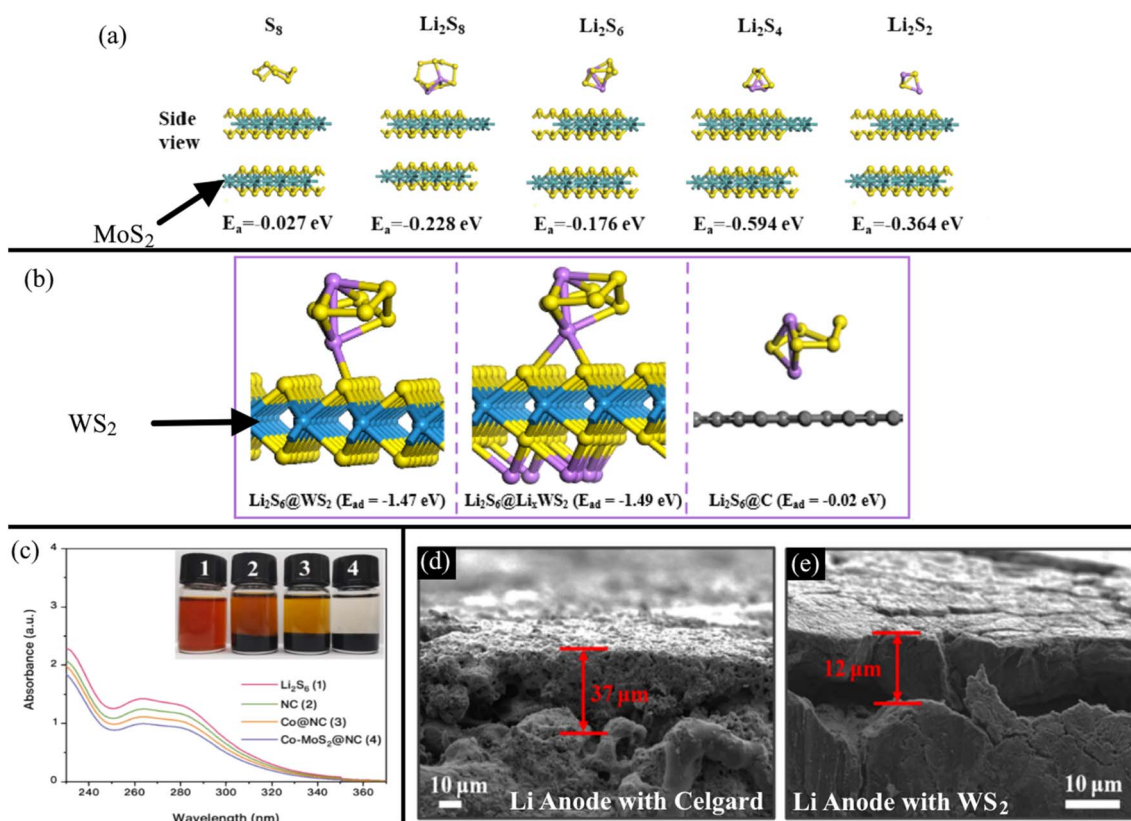 (a)
S₈ Li₂S₈ Li₂S₆ Li₂S₄ Li₂S₂
Side
view
Eₐ=-0.027 eV Eₐ=-0.228 eV Eₐ=-0.176 eV Eₐ=-0.594 eV Eₐ=-0.364 eV
MoS₂
(b)
WS₂
Li₂S₆@WS₂ (E_ad = -1.47 eV) Li₂S₆@LiₓWS₂ (E_ad = -1.49 eV) Li₂S₆@C (E_ad = -0.02 eV)
(c)
4
3
2
1
0
Absorbance (a.u.)
1 2 3 4
Li₂S₆ (1)
NC (2)
Co@NC (3)
Co-MoS₂@NC (4)
240 260 280 300 320 340 360
Wavelength (nm)
(d)
37 μm
10 μm
Li Anode with Celgard
(e)
12 μm
Li Anode with WS₂
10 μm